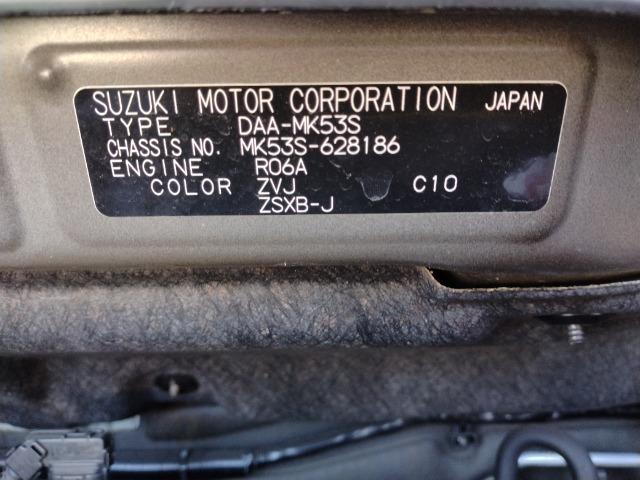 SUZUKI MOTOR CORPORATION JAPAN
TYPE DAA-MK53S
CHASSIS NO. MK53S-628186
ENGINE R06A
COLOR ZVJ C10
ZSXB-J